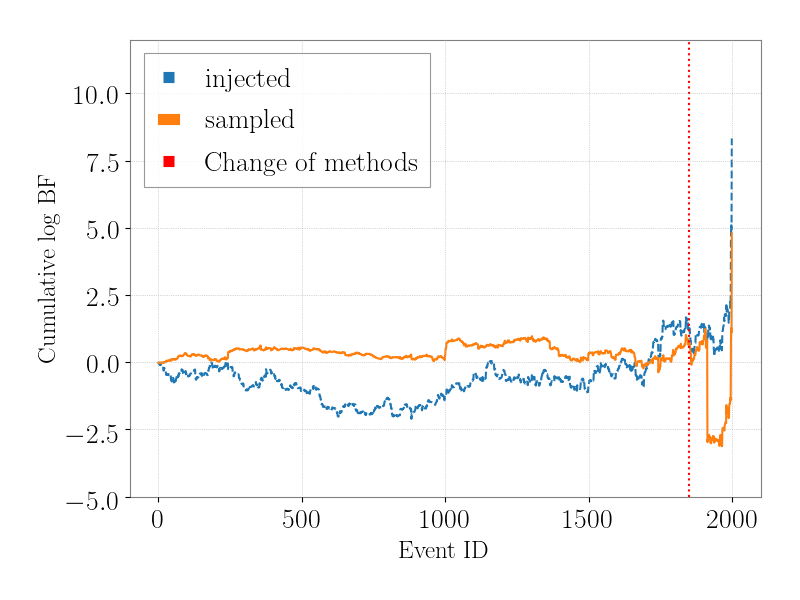 injected
sampled
Change of methods
Cumulative log BF
10.0
7.5
5.0
2.5
0.0
−2.5
−5.0
0 500 1000 1500 2000
Event ID